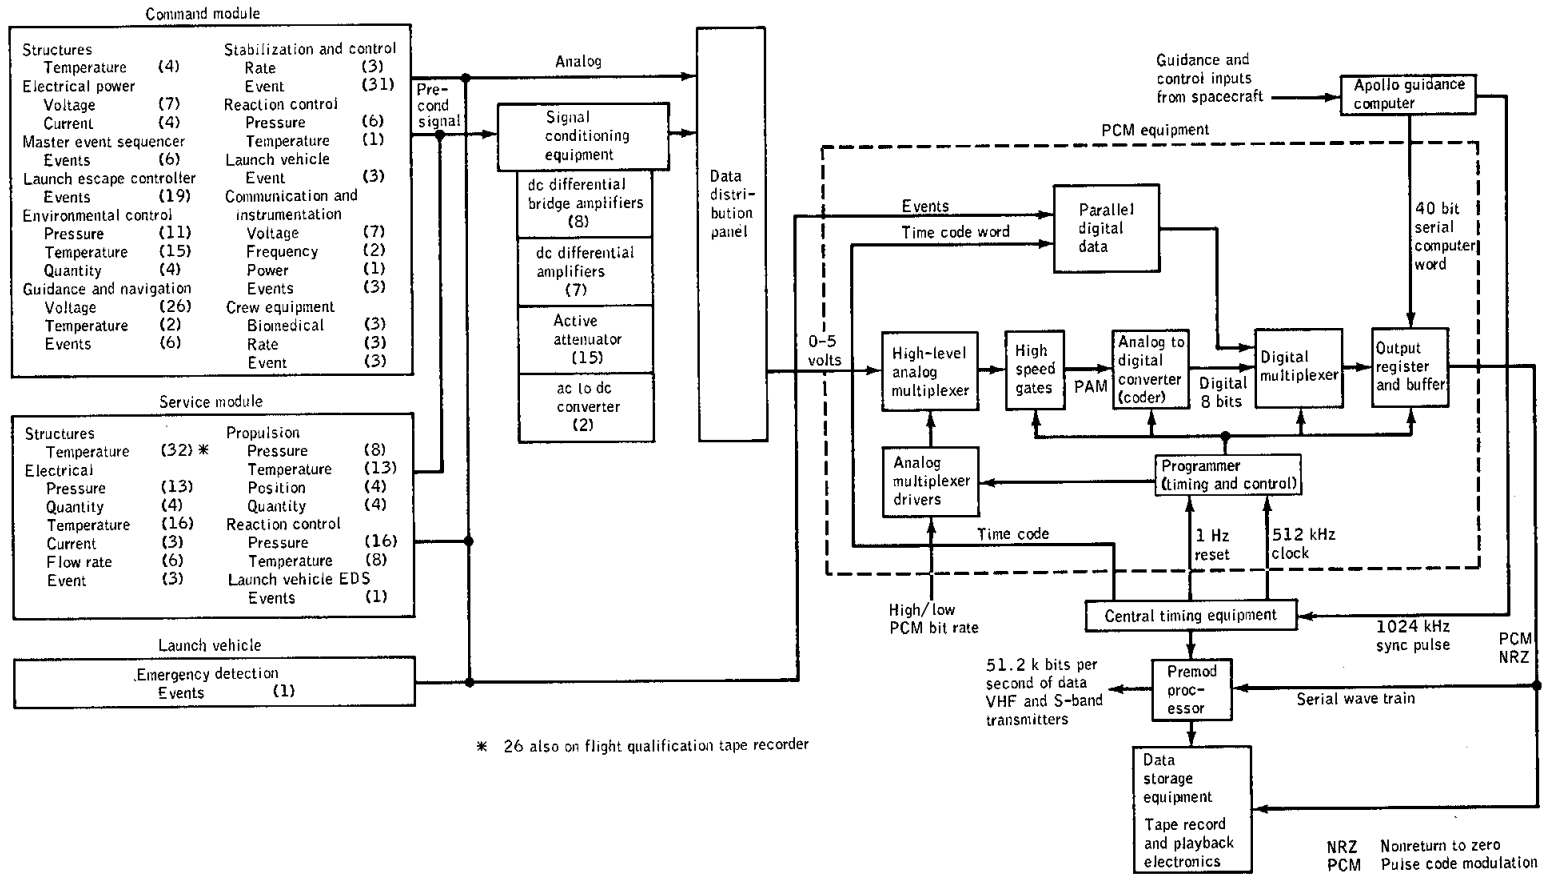 Command module
Structures
Temperature (4)
Electrical power
Voltage (7)
Current (4)
Master event sequencer
Events (6)
Launch escape controller
Events (19)
Environmental control
Pressure (11)
Temperature (15)
Quantity (4)
Guidance and navigation
Voltage (26)
Temperature (2)
Events (6)
Stabilization and control
Rate (3)
Event (31)
Reaction control
Pressure (6)
Temperature (1)
Launch vehicle
Event (3)
Communication and
instrumentation
Voltage (7)
Frequency (2)
Power (1)
Events (3)
Crew equipment
Biomedical (3)
Rate (3)
Event (3)
Service module
Structures
Temperature (32) *
Electrical
Pressure (13)
Quantity (4)
Temperature (16)
Current (3)
Flow rate (6)
Event (3)
Propulsion
Pressure (8)
Temperature (13)
Position (4)
Quantity (4)
Reaction control
Pressure (16)
Temperature (8)
Launch vehicle EDS
Events (1)
Launch vehicle
Emergency detection
Events (1)
Pre-
cond
signal
Analog
Signal
conditioning
equipment
dc differential
bridge amplifiers
(8)
dc differential
amplifiers
(7)
Active
attenuator
(15)
ac to dc
converter
(2)
Data
distri-
bution
panel
* 26 also on flight qualification tape recorder
Guidance and
control inputs
from spacecraft
Apollo guidance
computer
PCM equipment
Events
Time code word
Parallel
digital
data
40 bit
serial
computer
word
0-5
volts
High-level
analog
multiplexer
High
speed
gates
PAM
Analog to
digital
converter
(coder)
Digital
8 bits
Digital
multiplexer
Output
register
and buffer
Analog
multiplexer
drivers
Programmer
(timing and control)
Time code
1 Hz
reset
512 kHz
clock
High/low
PCM bit rate
Central timing equipment
1024 kHz
sync pulse
PCM
NRZ
51.2 k bits per
second of data
VHF and S-band
transmitters
Premod
proc-
essor
Serial wave train
Data
storage
equipment
Tape record
and playback
electronics
NRZ Nonreturn to zero
PCM Pulse code modulation